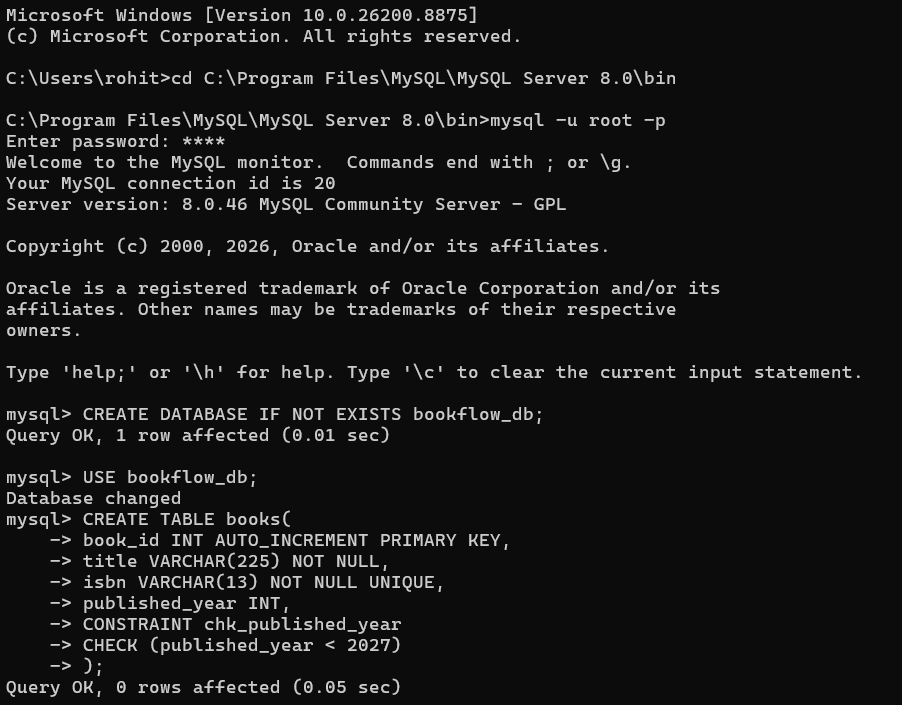 Microsoft Windows [Version 10.0.26200.8875]
(c) Microsoft Corporation. All rights reserved.
C:\Users\rohit>cd C:\Program Files\MySQL\MySQL Server 8.0\bin
C:\Program Files\MySQL\MySQL Server 8.0\bin>mysql -u root -p
Enter password: ****
Welcome to the MySQL monitor.  Commands end with ; or \g.
Your MySQL connection id is 20
Server version: 8.0.46 MySQL Community Server - GPL
Copyright (c) 2000, 2026, Oracle and/or its affiliates.
Oracle is a registered trademark of Oracle Corporation and/or its
affiliates. Other names may be trademarks of their respective
owners.
Type 'help;' or '\h' for help. Type '\c' to clear the current input statement.
mysql> CREATE DATABASE IF NOT EXISTS bookflow_db;
Query OK, 1 row affected (0.01 sec)
mysql> USE bookflow_db;
Database changed
mysql> CREATE TABLE books(
    -> book_id INT AUTO_INCREMENT PRIMARY KEY,
    -> title VARCHAR(225) NOT NULL,
    -> isbn VARCHAR(13) NOT NULL UNIQUE,
    -> published_year INT,
    -> CONSTRAINT chk_published_year
    -> CHECK (published_year < 2027)
    -> );
Query OK, 0 rows affected (0.05 sec)